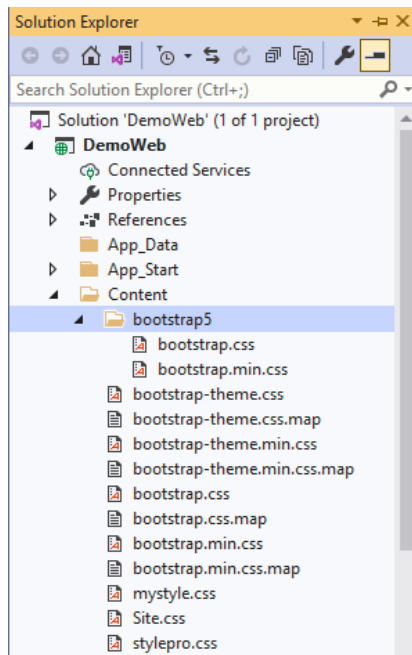 Solution Explorer
Search Solution Explorer (Ctrl+;)
Solution 'DemoWeb' (1 of 1 project)
DemoWeb
Connected Services
Properties
References
App_Data
App_Start
Content
bootstrap5
bootstrap.css
bootstrap.min.css
bootstrap-theme.css
bootstrap-theme.css.map
bootstrap-theme.min.css
bootstrap-theme.min.css.map
bootstrap.css
bootstrap.css.map
bootstrap.min.css
bootstrap.min.css.map
mystyle.css
Site.css
stylepro.css